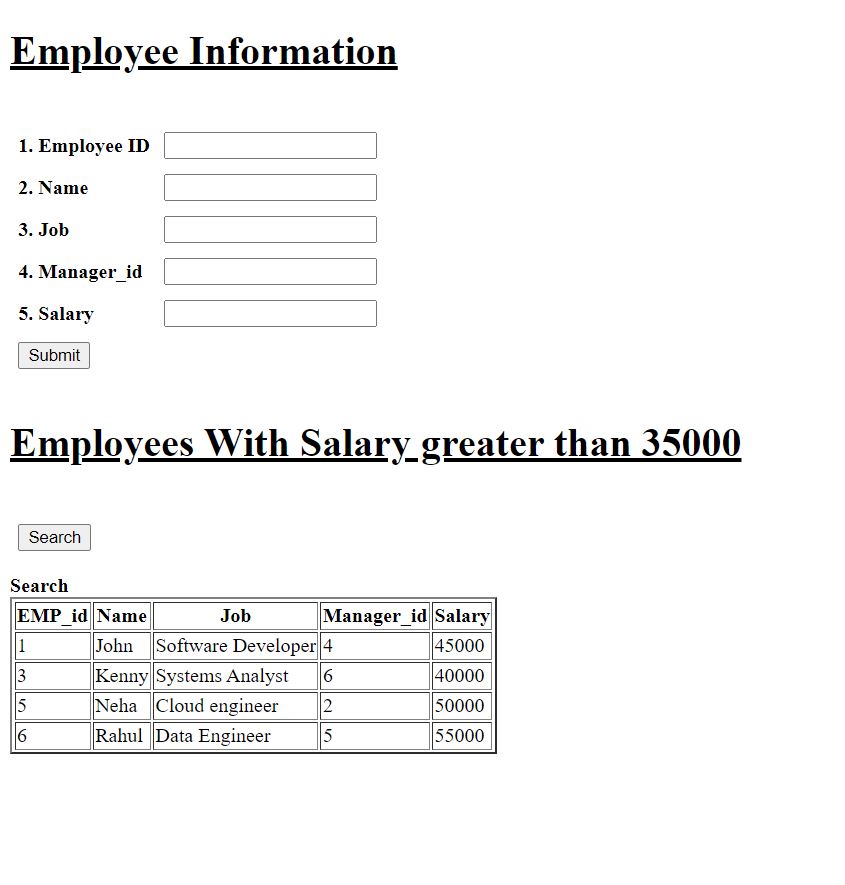 Employee Information
1. Employee ID
2. Name
3. Job
4. Manager_id
5. Salary
Submit
Employees With Salary greater than 35000
Search
Search
EMP_id Name Job Manager_id Salary
1 John Software Developer 4 45000
3 Kenny Systems Analyst 6 40000
5 Neha Cloud engineer 2 50000
6 Rahul Data Engineer 5 55000